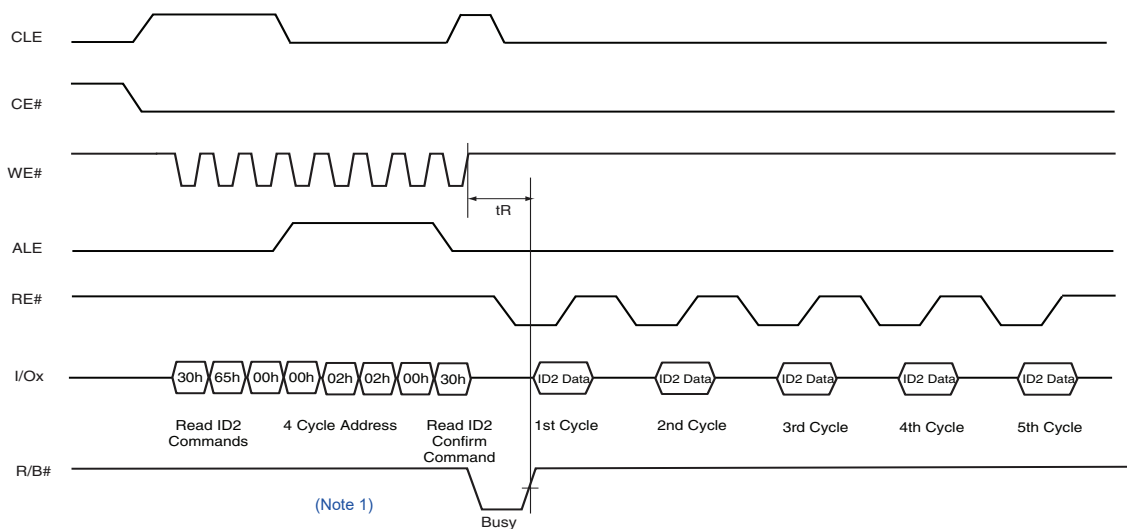 CLE
CE#
WE#
tR
ALE
RE#
I/Ox
30h 65h 00h 00h 02h 02h 00h 30h ID2 Data ID2 Data ID2 Data ID2 Data ID2 Data
Read ID2
Commands
4 Cycle Address
Read ID2
Confirm
Command
1st Cycle
2nd Cycle
3rd Cycle
4th Cycle
5th Cycle
R/B#
(Note 1)
Busy